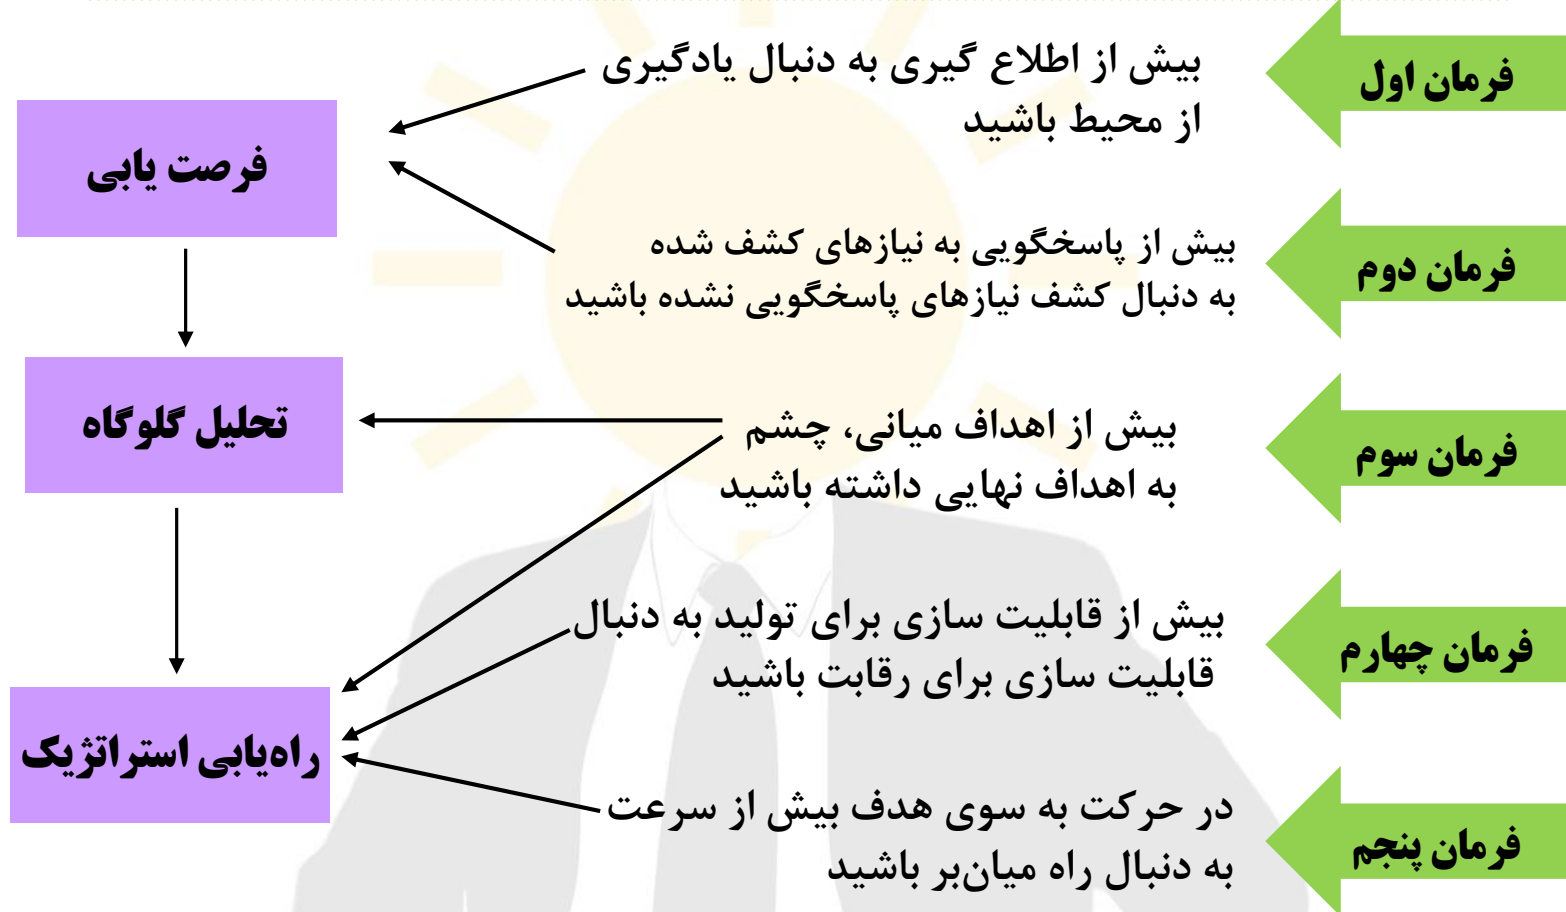 فرمان اول
بیش از اطلاع گیری به دنبال یادگیری
از محیط باشید
فرصت یابی
فرمان دوم
بیش از پاسخگویی به نیازهای کشف شده
به دنبال کشف نیازهای پاسخگویی نشده باشید
فرمان سوم
بیش از اهداف میانی، چشم
به اهداف نهایی داشته باشید
تحلیل گلوگاه
فرمان چهارم
بیش از قابلیت سازی برای تولید به دنبال
قابلیت سازی برای رقابت باشید
راه‌یابی استراتژیک
فرمان پنجم
در حرکت به سوی هدف بیش از سرعت
به دنبال راه میان‌بر باشید